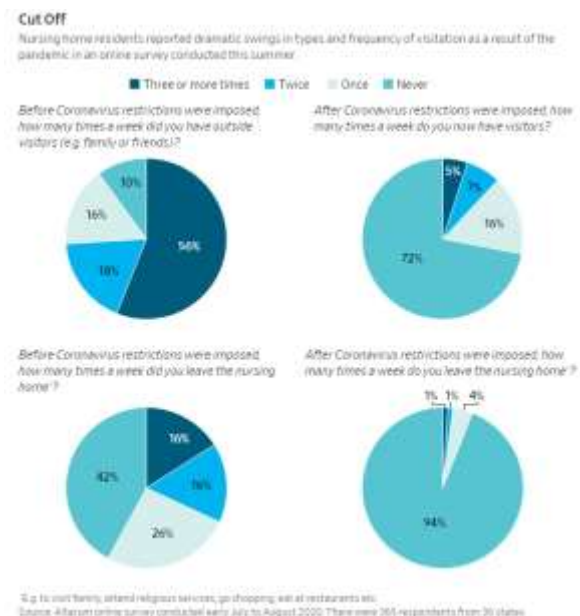 Cut Off
Nursing home residents reported dramatic swings in types and frequency of visitation as a result of the
pandemic in an online survey conducted this summer
Three or more times Twice Once Never
Before Coronavirus restrictions were imposed,
how many times a week did you have outside
visitors (e.g. family or friends)?
10%
16%
18%
56%
After Coronavirus restrictions were imposed, how
many times a week do you now have visitors?
5%
7%
16%
72%
Before Coronavirus restrictions were imposed,
how many times a week did you leave the nursing
home*?
16%
16%
26%
42%
After Coronavirus restrictions were imposed, how
many times a week do you leave the nursing home*?
1% 1% 4%
94%
*E.g. to visit family, attend religious services, go shopping, eat at restaurants etc.
Source: Altarum online survey conducted early July to August 2020. There were 365 respondents from 36 states